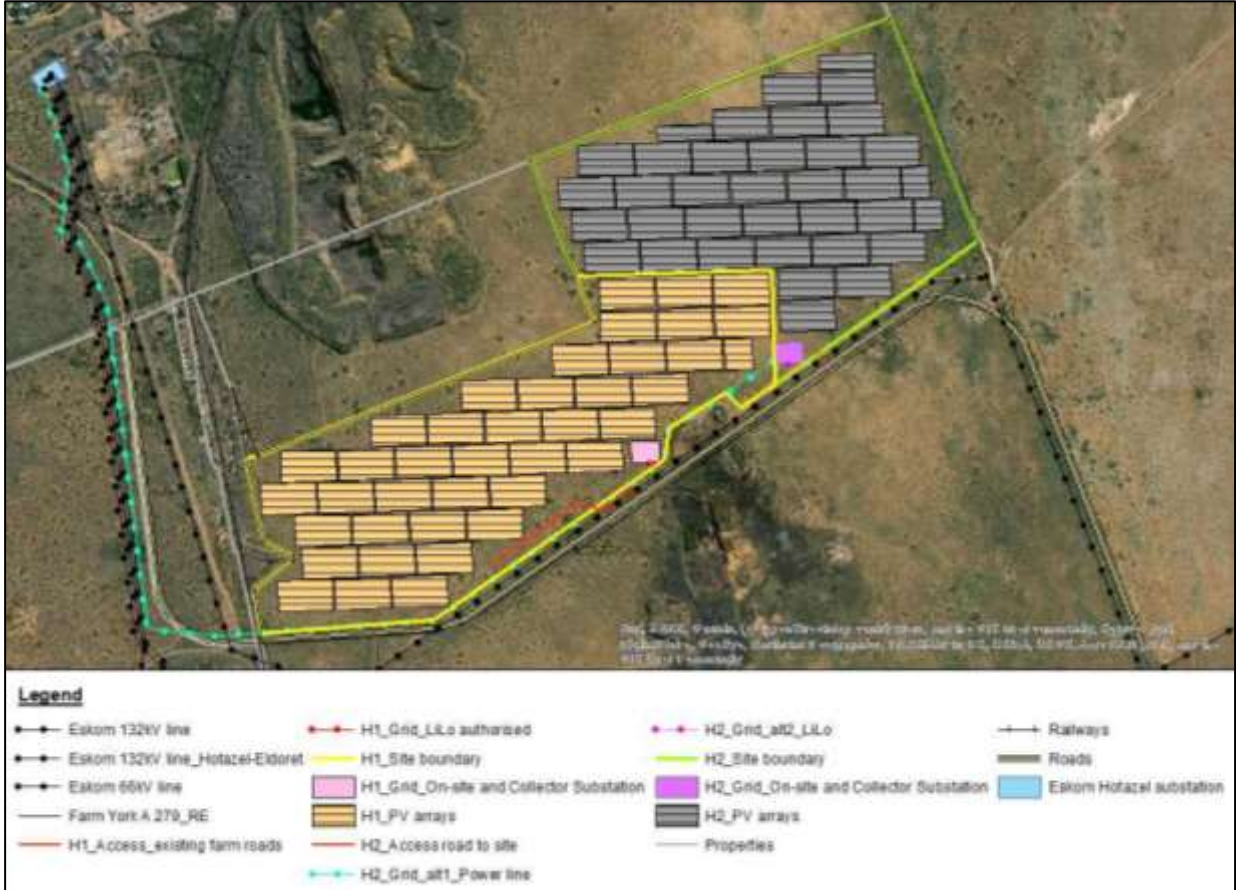 Legend
Eskom 132kV line
H1_Grid_LiLo authorised
H2_Grid_alt2_LiLo
Railways
Eskom 132kV line_Hotazel-Eldoret
H1_Site boundary
H2_Site boundary
Roads
Eskom 66kV line
H1_Grid_On-site and Collector Substation
H2_Grid_On-site and Collector Substation
Eskom Hotazel substation
Farm York A 279_RE
H1_PV arrays
H2_PV arrays
H1_Access_existing farm roads
H2_Access road to site
Properties
H2_Grid_alt1_Power line